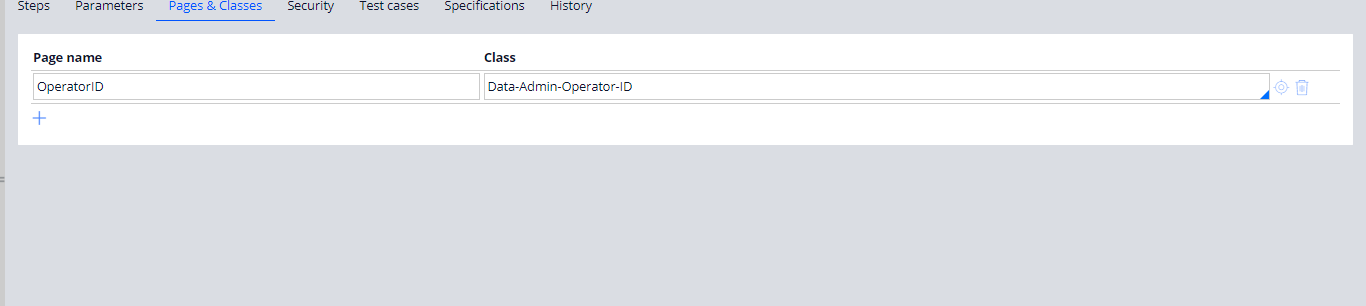 Steps Parameters Pages & Classes Security Test cases Specifications History
Page name Class
OperatorID Data-Admin-Operator-ID